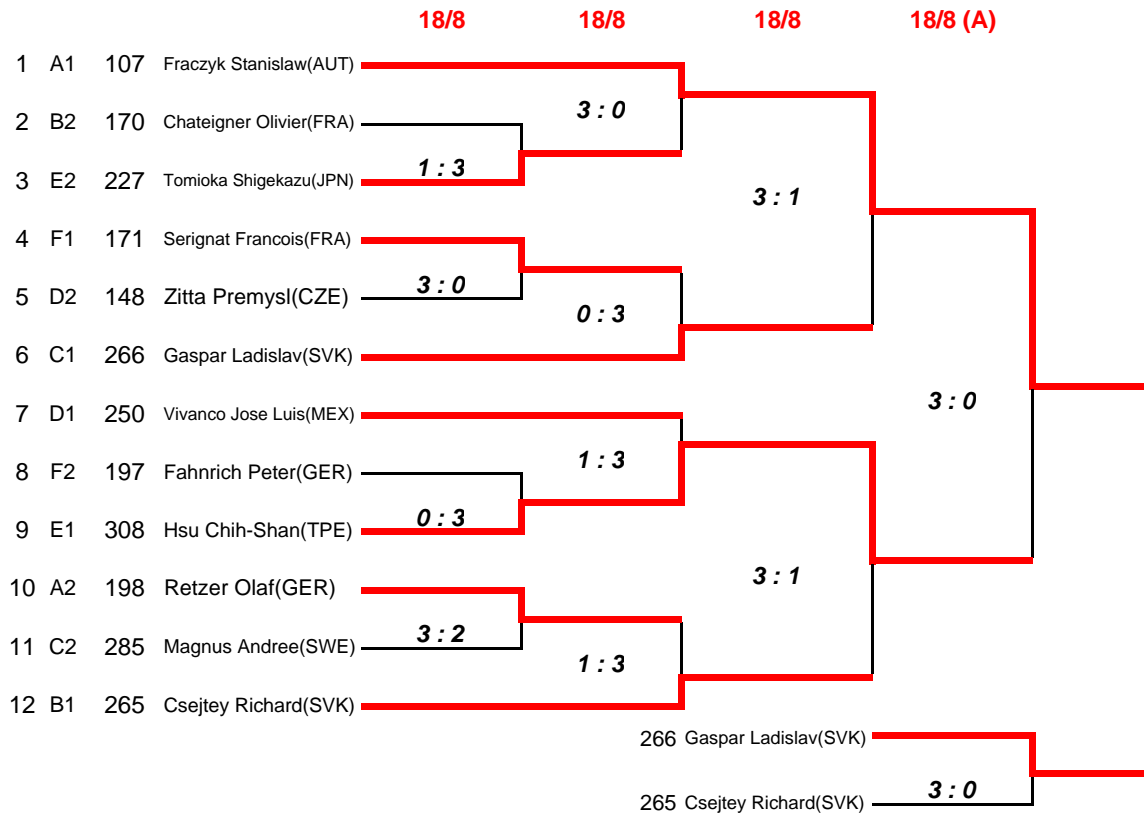 18/8 18/8 18/8 18/8 (A)
1 A1 107 Fraczyk Stanislaw(AUT)
3 : 0
2 B2 170 Chateigner Olivier(FRA)
1 : 3
3 E2 227 Tomioka Shigekazu(JPN)
3 : 1
4 F1 171 Serignat Francois(FRA)
3 : 0
5 D2 148 Zitta Premysl(CZE)
0 : 3
6 C1 266 Gaspar Ladislav(SVK)
3 : 0
7 D1 250 Vivanco Jose Luis(MEX)
1 : 3
8 F2 197 Fahnrich Peter(GER)
0 : 3
9 E1 308 Hsu Chih-Shan(TPE)
3 : 1
10 A2 198 Retzer Olaf(GER)
3 : 2
11 C2 285 Magnus Andree(SWE)
1 : 3
12 B1 265 Csejtey Richard(SVK)
266 Gaspar Ladislav(SVK)
3 : 0
265 Csejtey Richard(SVK)